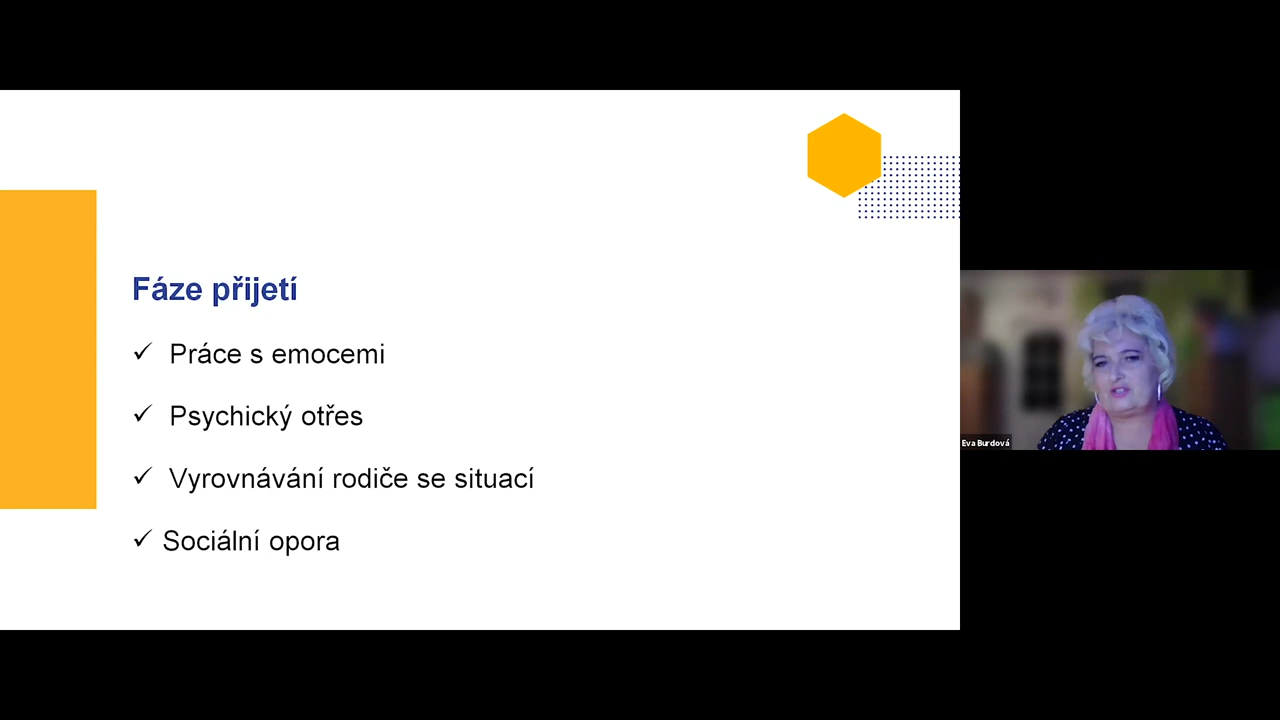 Fáze přijetí
✓ Práce s emocemi
✓ Psychický otřes
✓ Vyrovnávání rodiče se situací
✓ Sociální opora
Eva Burdová